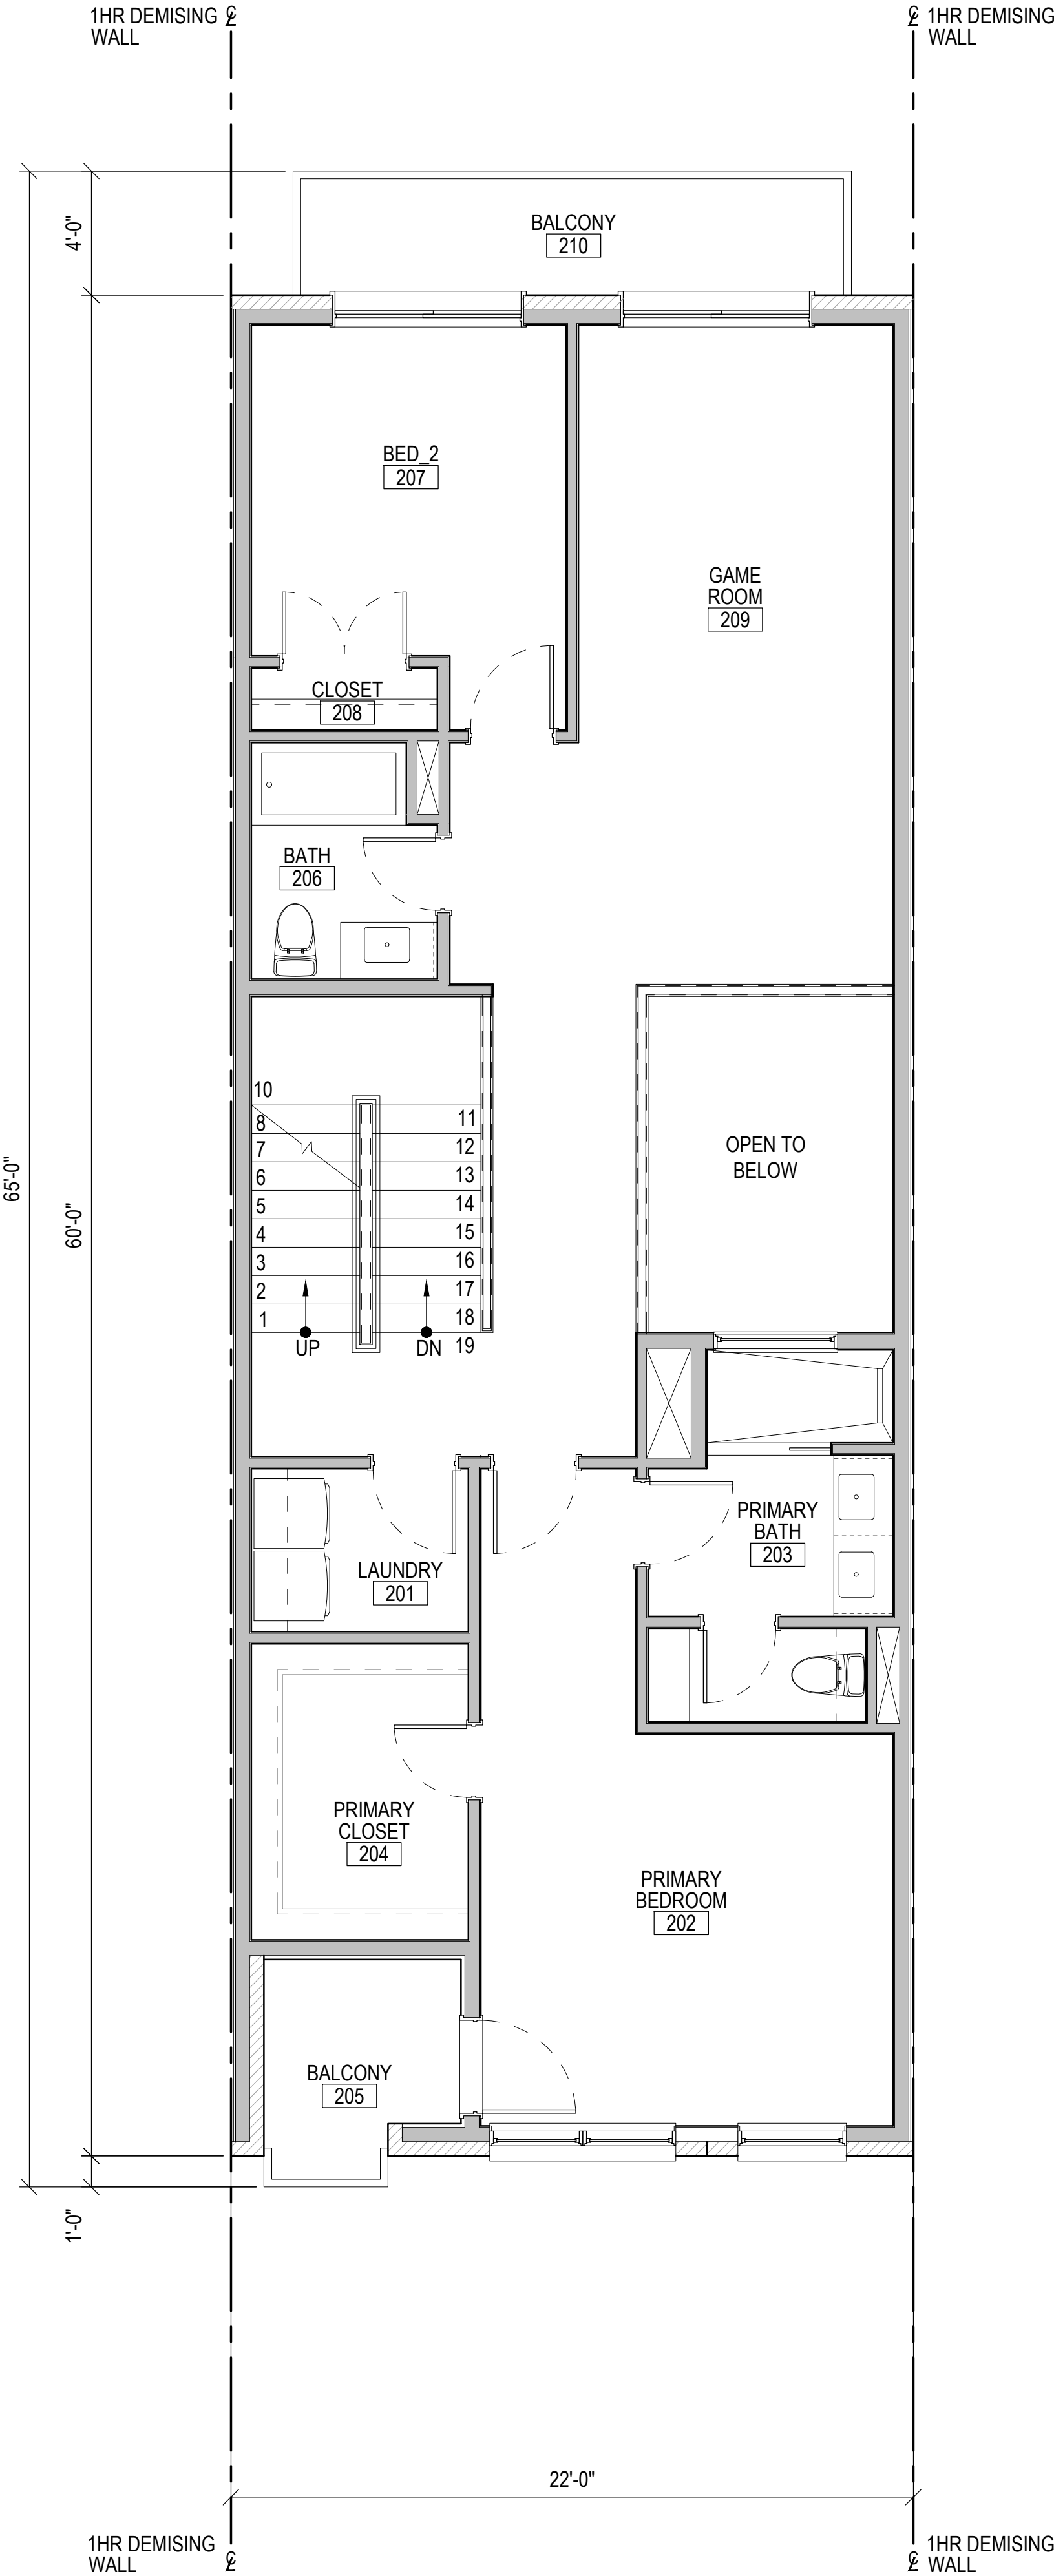 1HR DEMISING
WALL
℄
℄
1HR DEMISING
WALL
4'-0"
BALCONY
210
BED_2
207
GAME
ROOM
209
CLOSET
208
BATH
206
10
8
7
6
5
4
3
2
1
11
12
13
14
15
16
17
18
19
UP
DN
OPEN TO
BELOW
65'-0"
60'-0"
PRIMARY
BATH
203
LAUNDRY
201
PRIMARY
CLOSET
204
PRIMARY
BEDROOM
202
BALCONY
205
1'-0"
22'-0"
1HR DEMISING
WALL
℄
℄
1HR DEMISING
WALL